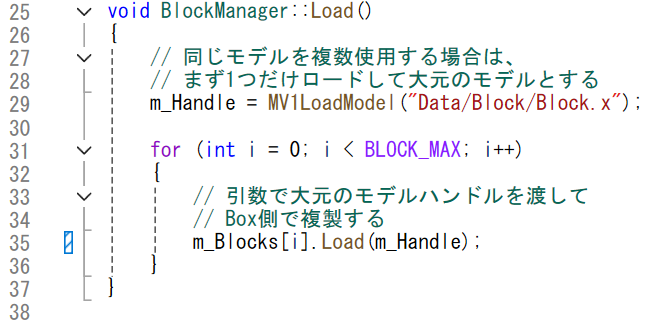 25 void BlockManager::Load()
26 {
27 // 同じモデルを複数使用する場合は、
28 // まず1つだけロードして大元のモデルとする
29 m_Handle = MV1LoadModel("Data/Block/Block.x");
30
31 for (int i = 0; i < BLOCK_MAX; i++)
32 {
33 // 引数で大元のモデルハンドルを渡して
34 // Box側で複製する
35 m_Blocks[i].Load(m_Handle);
36 }
37 }
38